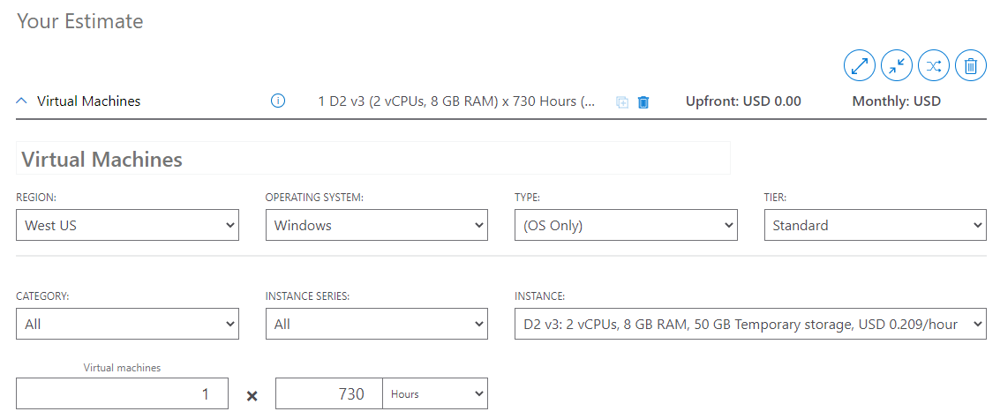 Your Estimate
Virtual Machines 1 D2 v3 (2 vCPUs, 8 GB RAM) x 730 Hours (... Upfront: USD 0.00 Monthly: USD
Virtual Machines
REGION: OPERATING SYSTEM: TYPE: TIER:
West US Windows (OS Only) Standard
CATEGORY: INSTANCE SERIES: INSTANCE:
All All D2 v3: 2 vCPUs, 8 GB RAM, 50 GB Temporary storage, USD 0.209/hour
Virtual machines
1 × 730 Hours